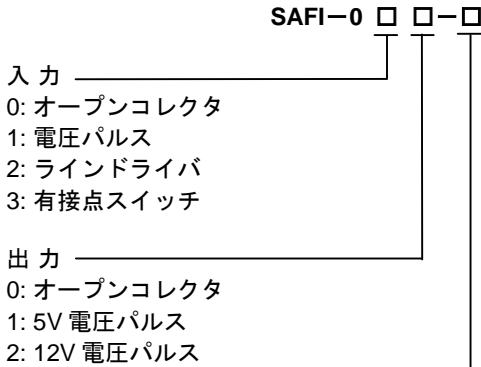 SAFI－0 □ □－□
入 力
0: オープンコレクタ
1: 電圧パルス
2: ラインドライバ
3: 有接点スイッチ
出 力
0: オープンコレクタ
1: 5V 電圧パルス
2: 12V 電圧パルス